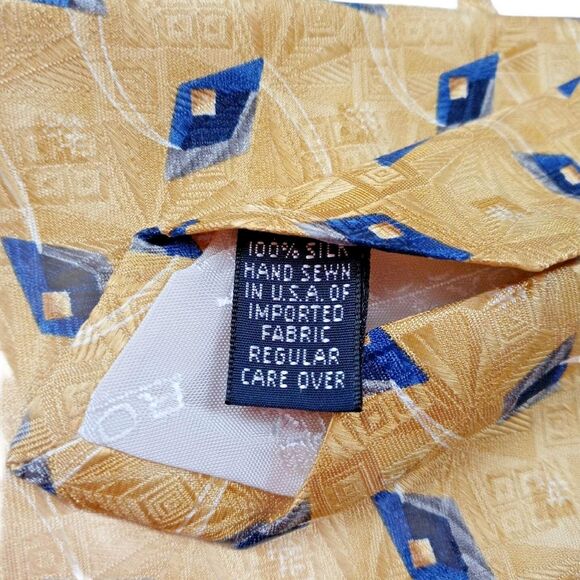 100% SILK
HAND SEWN
IN U.S.A. OF
IMPORTED
FABRIC
REGULAR
CARE OVER